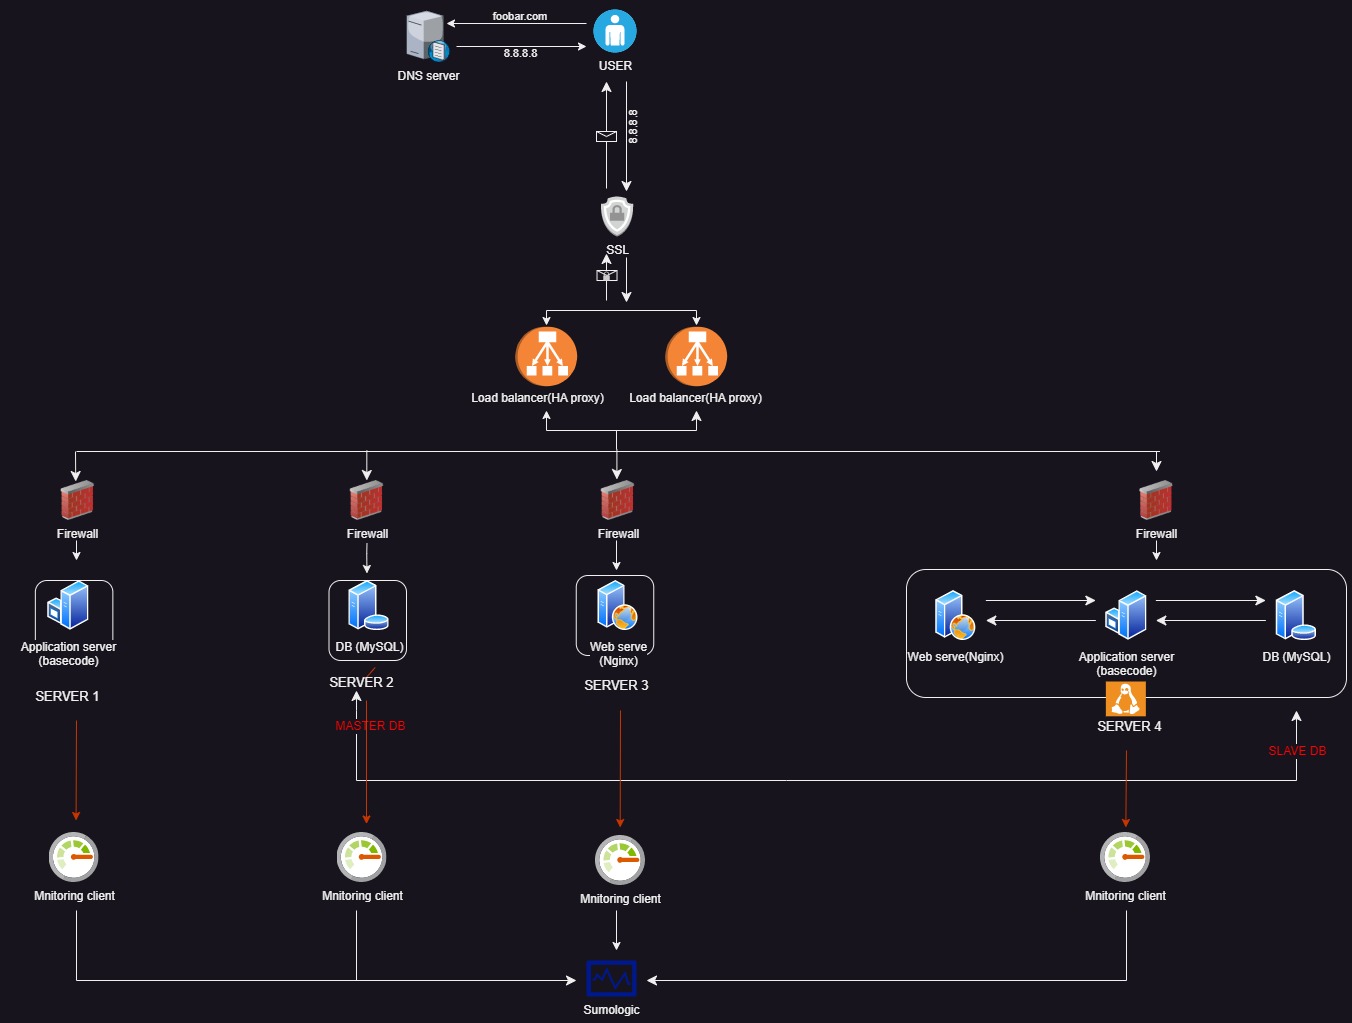 foobar.com
8.8.8.8
DNS server
USER
8.8.8.8
SSL
Load balancer(HA proxy)
Load balancer(HA proxy)
Firewall
Firewall
Firewall
Firewall
Application server
(basecode)
DB (MySQL)
Web serve
(Nginx)
Web serve(Nginx)
Application server
(basecode)
DB (MySQL)
SERVER 1
SERVER 2
SERVER 3
SERVER 4
MASTER DB
SLAVE DB
Mnitoring client
Mnitoring client
Mnitoring client
Mnitoring client
Sumologic